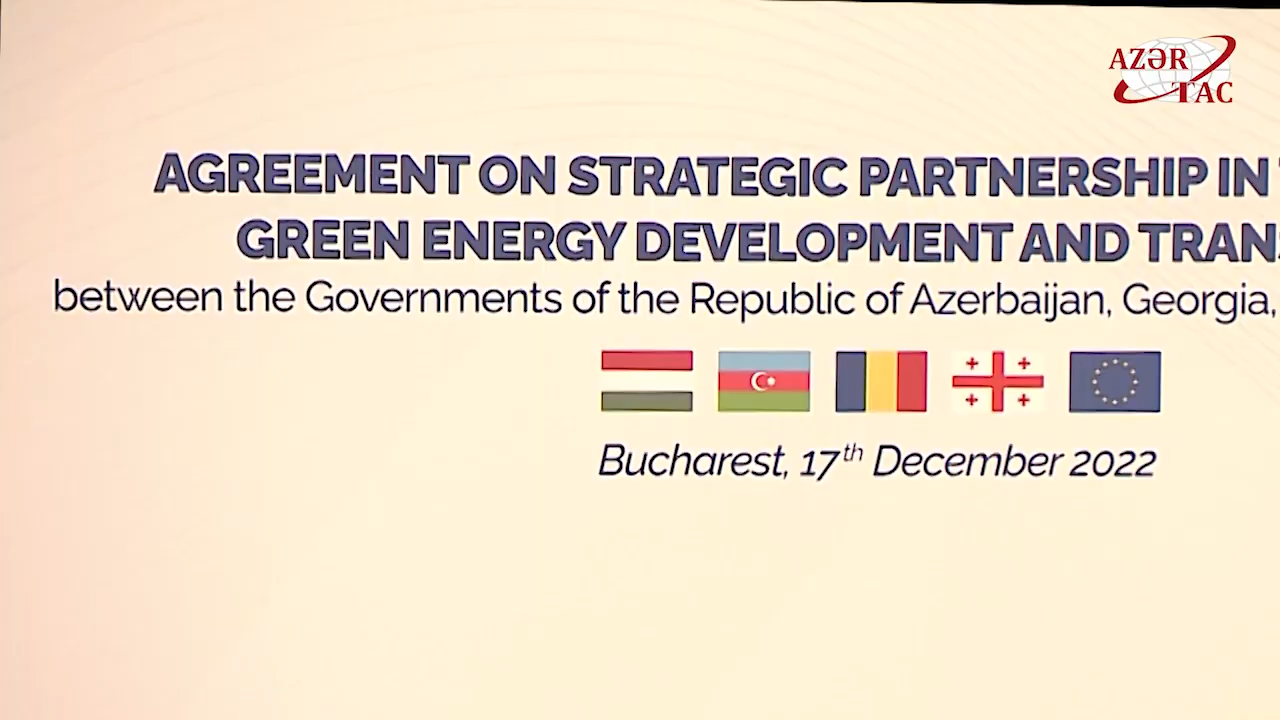 AZƏR
TAC
AGREEMENT ON STRATEGIC PARTNERSHIP IN
GREEN ENERGY DEVELOPMENT AND TRANS
between the Governments of the Republic of Azerbaijan, Georgia,
Bucharest, 17th December 2022